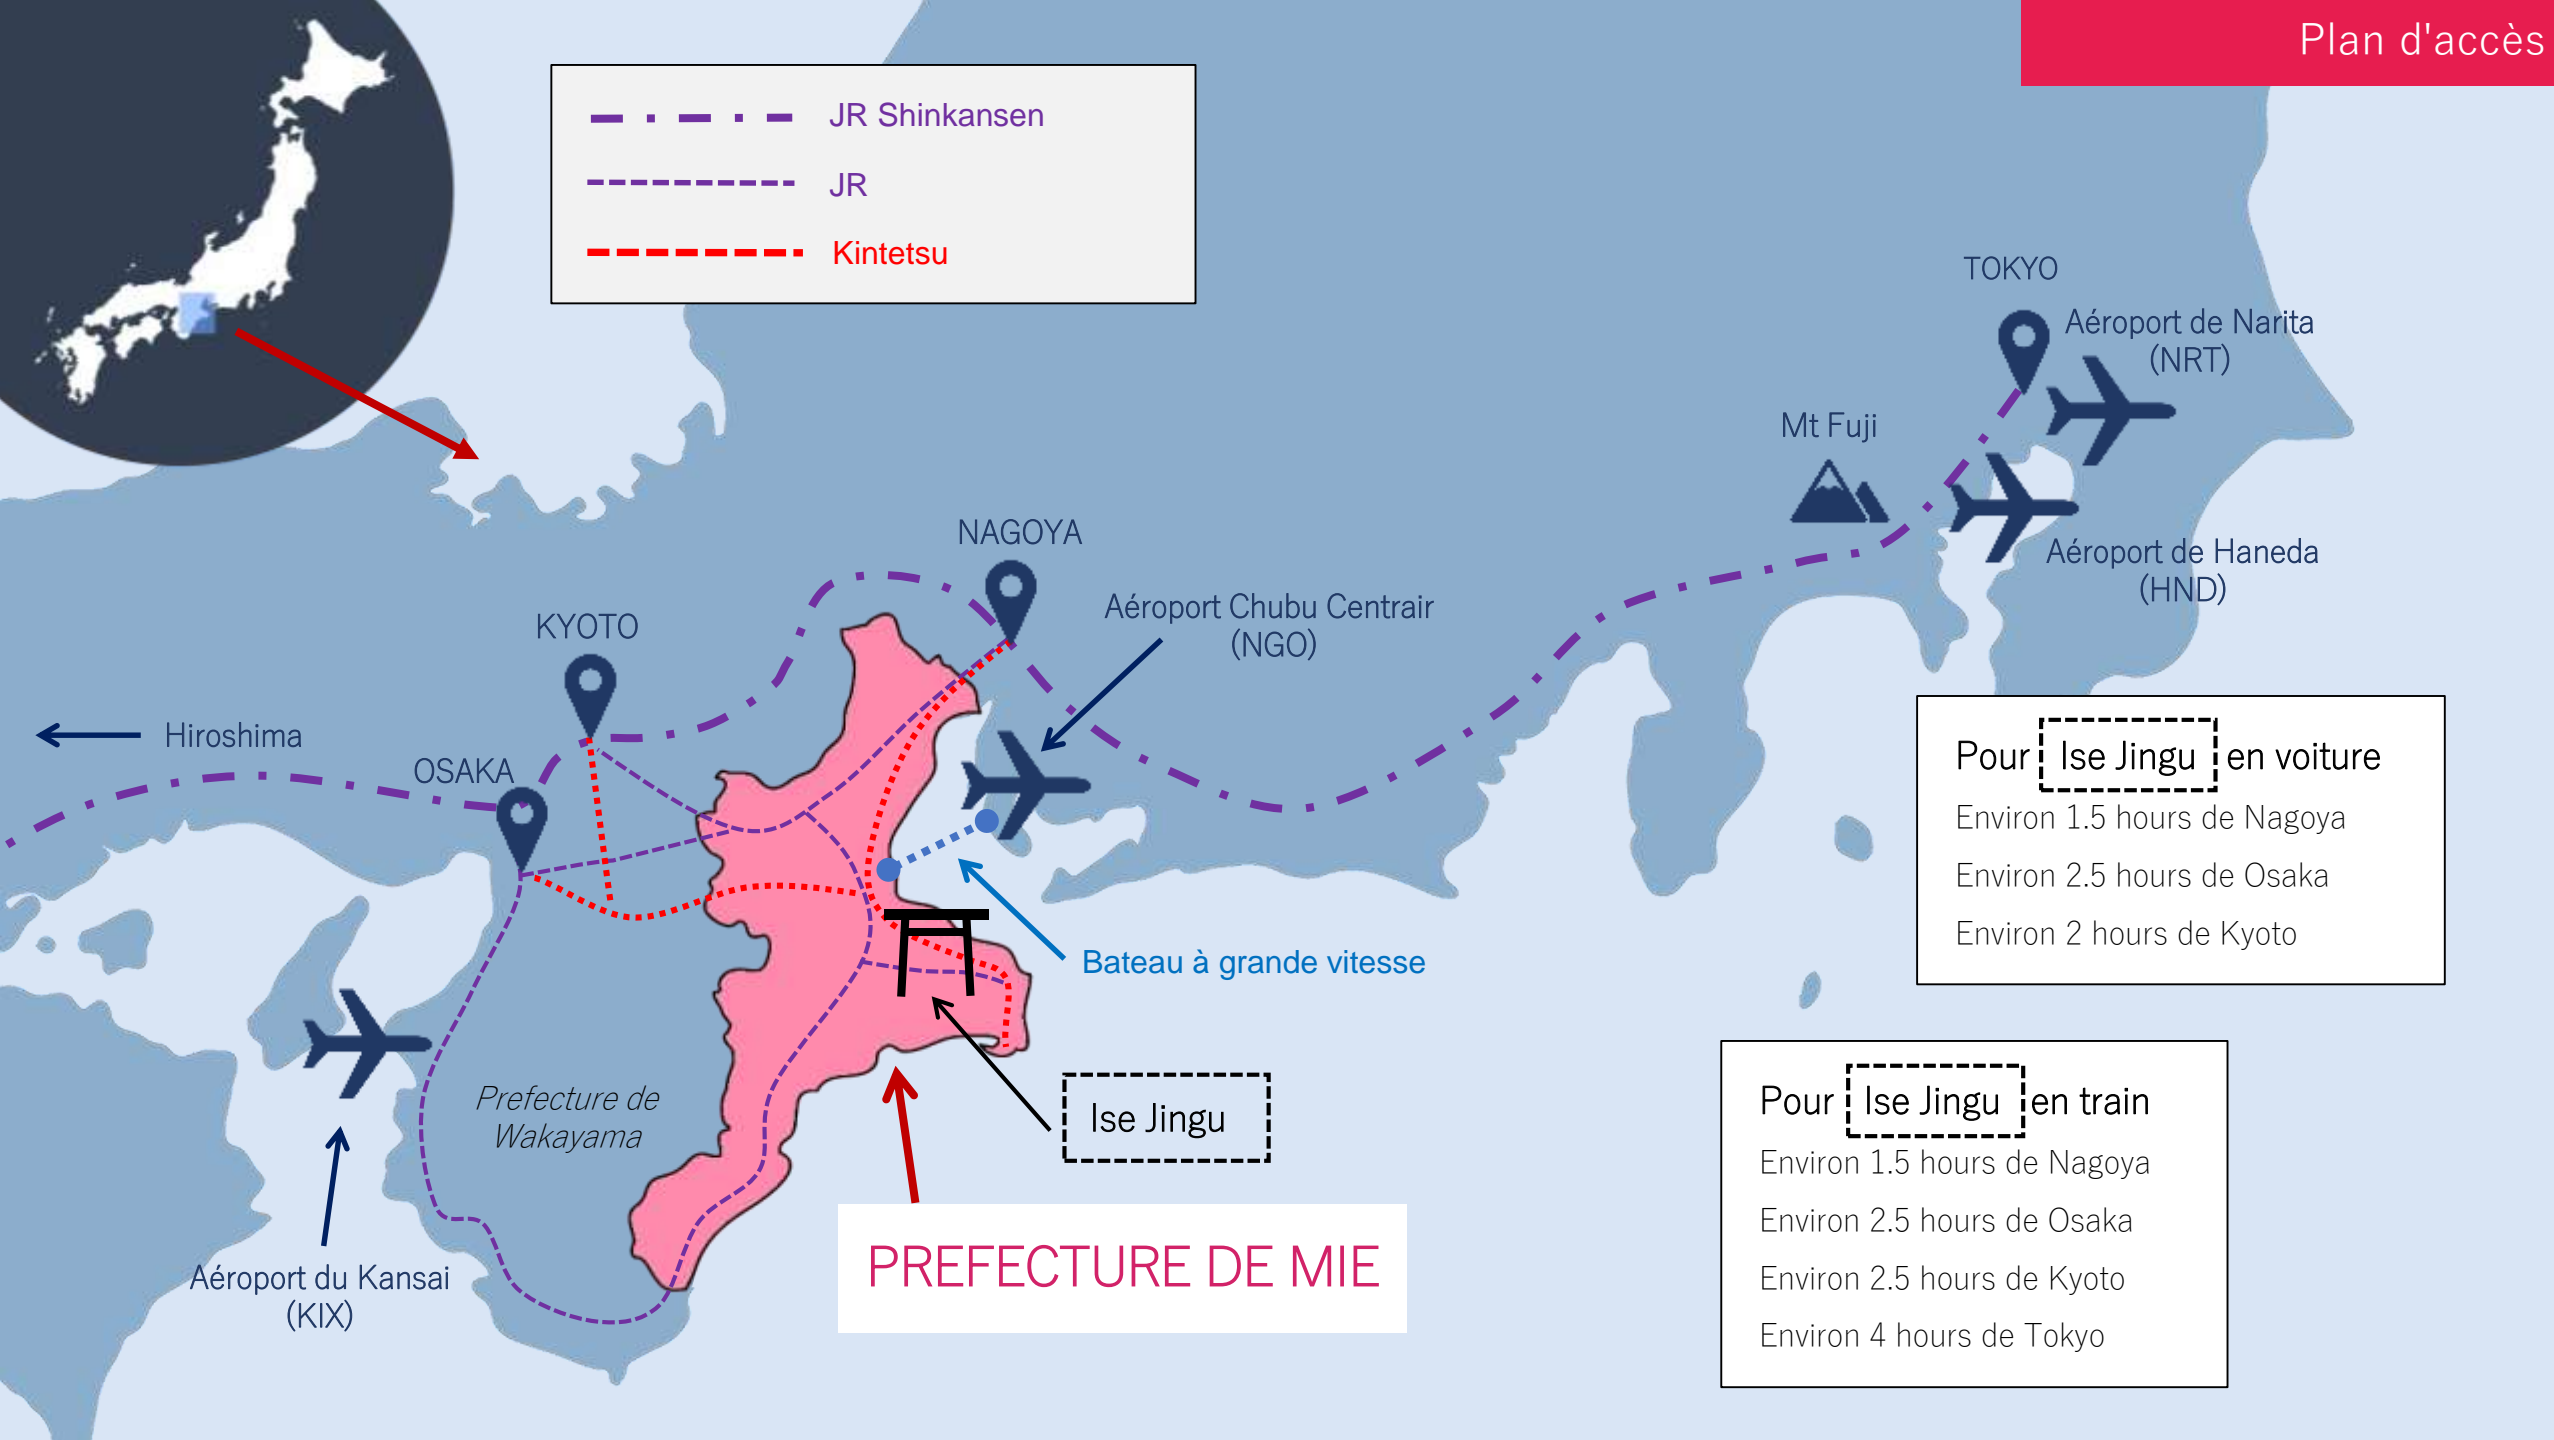 Plan d'accès
JR Shinkansen
JR
Kintetsu
TOKYO
Aéroport de Narita
(NRT)
Mt Fuji
NAGOYA
Aéroport de Haneda
(HND)
Aéroport Chubu Centrair
(NGO)
KYOTO
Hiroshima
OSAKA
Pour Ise Jingu en voiture
Environ 1.5 hours de Nagoya
Environ 2.5 hours de Osaka
Environ 2 hours de Kyoto
Bateau à grande vitesse
Prefecture de
Wakayama
Ise Jingu
Pour Ise Jingu en train
Environ 1.5 hours de Nagoya
Environ 2.5 hours de Osaka
Environ 2.5 hours de Kyoto
Environ 4 hours de Tokyo
PREFECTURE DE MIE
Aéroport du Kansai
(KIX)